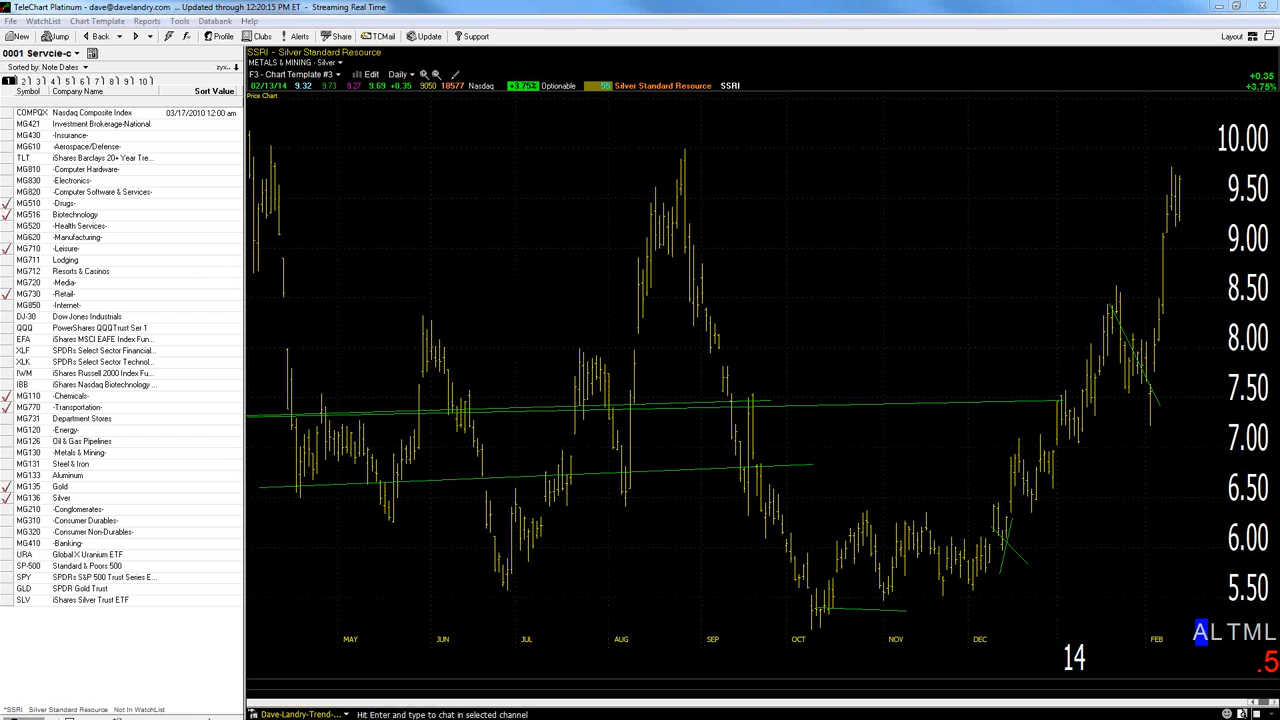 TeleChart Platinum - dave@davelandry.com ... Updated through 12:20:15 PM ET - Streaming Real Time
File WatchList Chart Template Reports Tools Databank Help
New Jump Back Profile Clubs Alerts Share TCMail Update Support Layout
0001 Servcie-c
Sorted by: Note Dates zyx..
1 2 3 4 5 6 7 8 9 10
Symbol Company Name Sort Value
COMPQX Nasdaq Composite Index 03/17/2010 12:00 am
MG421 Investment Brokerage-National
MG430 -Insurance-
MG610 -Aerospace/Defense-
TLT iShares Barclays 20+ Year Tre...
MG810 -Computer Hardware-
MG830 -Electronics-
MG820 -Computer Software & Services-
MG510 -Drugs-
MG516 Biotechnology
MG520 -Health Services-
MG620 -Manufacturing-
MG710 -Leisure-
MG711 Lodging
MG712 Resorts & Casinos
MG720 -Media-
MG730 -Retail-
MG850 -Internet-
DJ-30 Dow Jones Industrials
QQQ PowerShares QQQTrust Ser 1
EFA iShares MSCI EAFE Index Fun...
XLF SPDRs Select Sector Financial...
XLK SPDRs Select Sector Technol...
IWM iShares Russell 2000 Index Fu...
IBB iShares Nasdaq Biotechnology ...
MG110 -Chemicals-
MG770 -Transportation-
MG731 Department Stores
MG120 -Energy-
MG126 Oil & Gas Pipelines
MG130 -Metals & Mining-
MG131 Steel & Iron
MG133 Aluminum
MG135 Gold
MG136 Silver
MG210 -Conglomerates-
MG310 -Consumer Durables-
MG320 -Consumer Non-Durables-
MG410 -Banking-
URA Global X Uranium ETF
SP-500 Standard & Poors 500
SPY SPDRs S&P 500 Trust Series E...
GLD SPDR Gold Trust
SLV iShares Silver Trust ETF
*SSRI Silver Standard Resource Not In WatchList
SSRI - Silver Standard Resource
METALS & MINING - Silver
F3 - Chart Template #3 Edit Daily
02/13/14 9.32 9.73 9.27 9.69 +0.35 9050 18577 Nasdaq +3.75% Optionable 55 Silver Standard Resource SSRI
+0.35
+3.75%
Price Chart
10.00
9.50
9.00
8.50
8.00
7.50
7.00
6.50
6.00
5.50
ALTML
MAY JUN JUL AUG SEP OCT NOV DEC FEB
14
.5
Dave-Landry-Trend-... Hit Enter and type to chat in selected channel